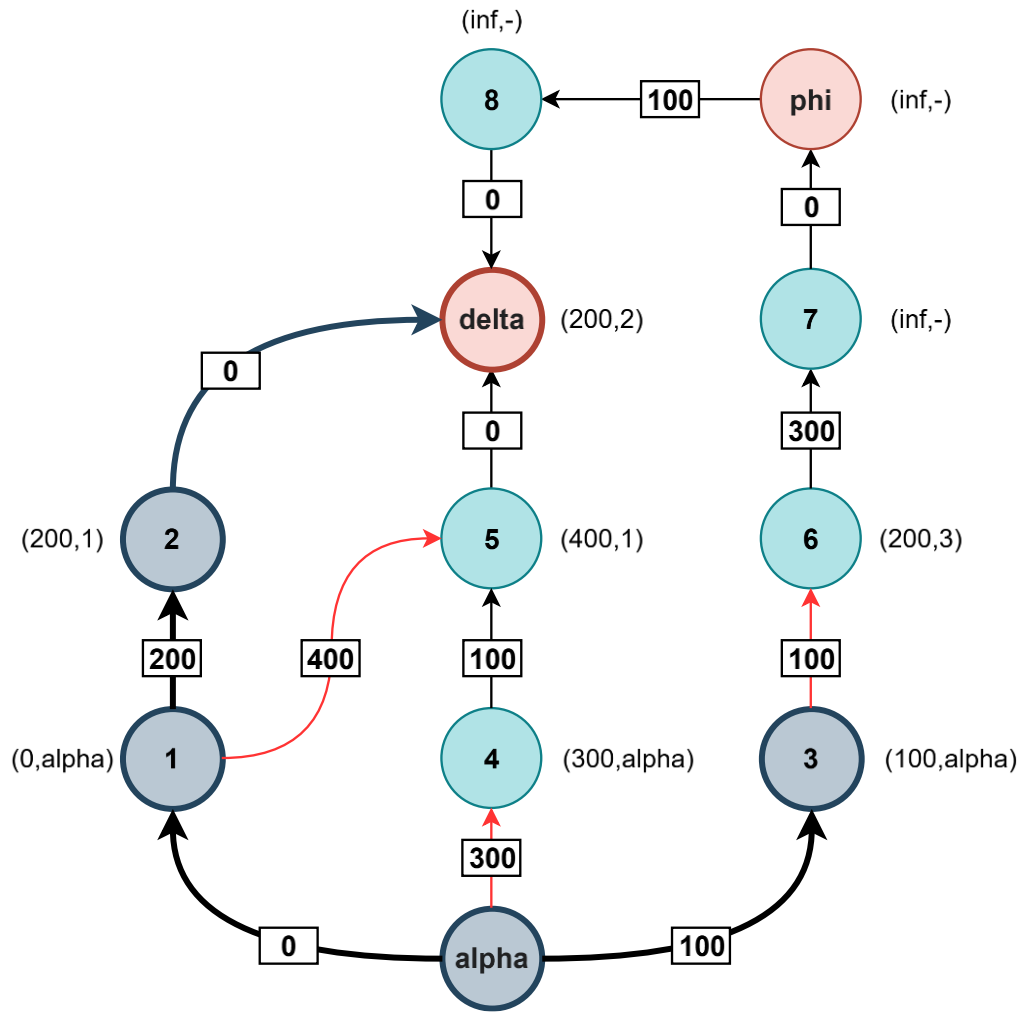 (inf,-)
8
100
phi
(inf,-)
0
0
delta
(200,2)
7
(inf,-)
0
0
300
(200,1)
2
5
(400,1)
6
(200,3)
200
400
100
100
(0,alpha)
1
4
(300,alpha)
3
(100,alpha)
300
0
alpha
100